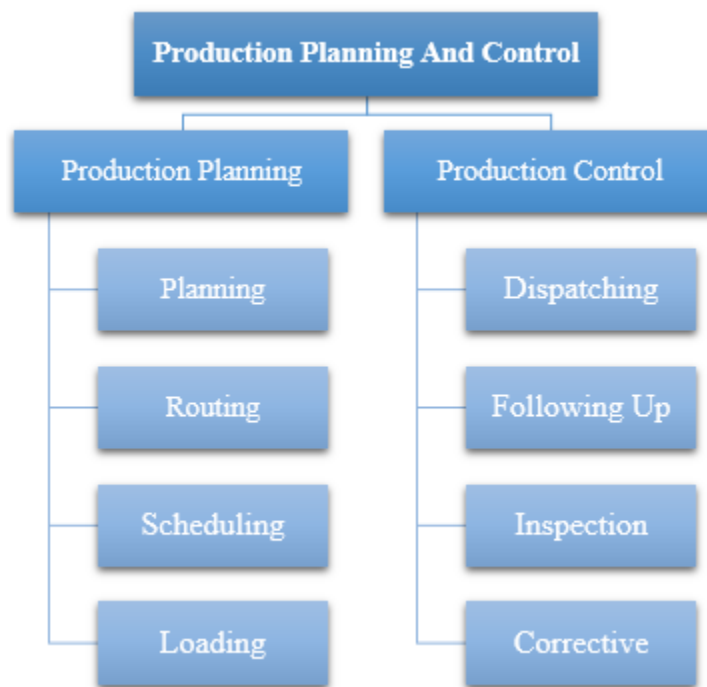 Production Planning And Control
Production Planning
Production Control
Planning
Dispatching
Routing
Following Up
Scheduling
Inspection
Loading
Corrective